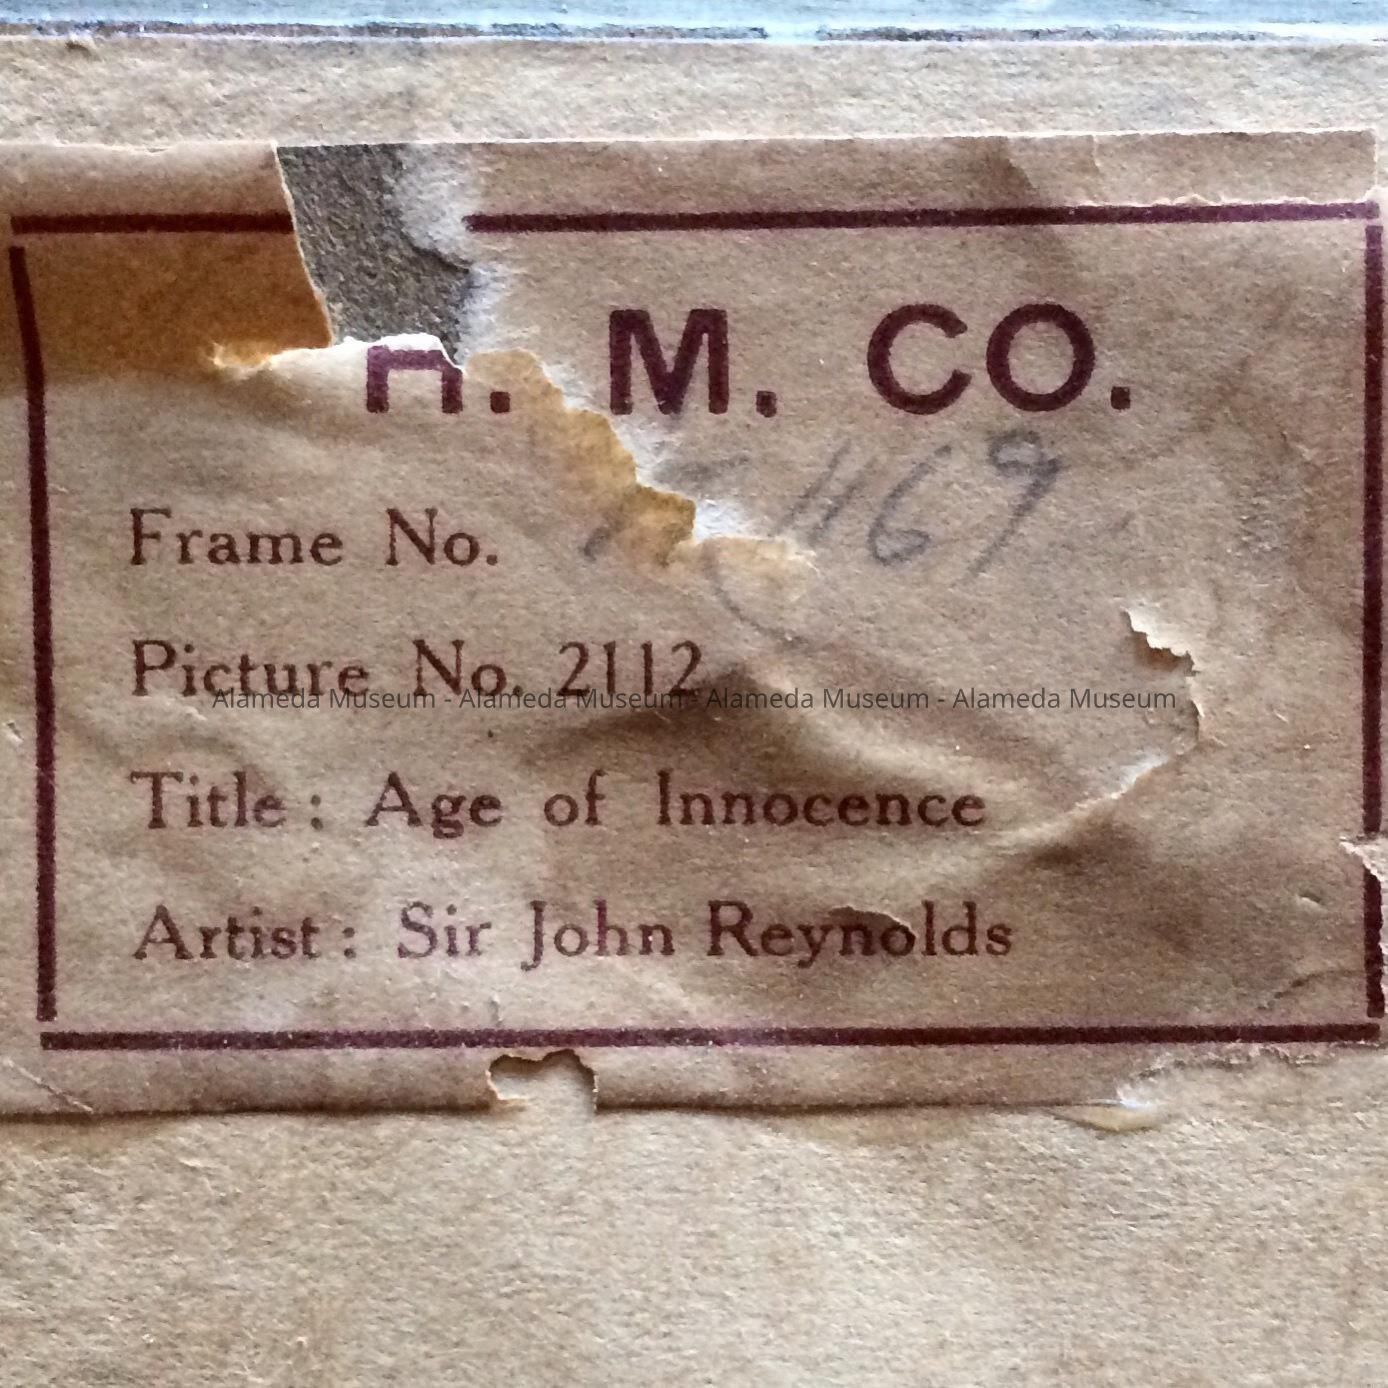 H. M. CO.
469
Frame No.
Picture No. 2112
Alameda Museum - Alameda Museum - Alameda Museum - Alameda Museum
Title : Age of Innocence
Artist : Sir John Reynolds